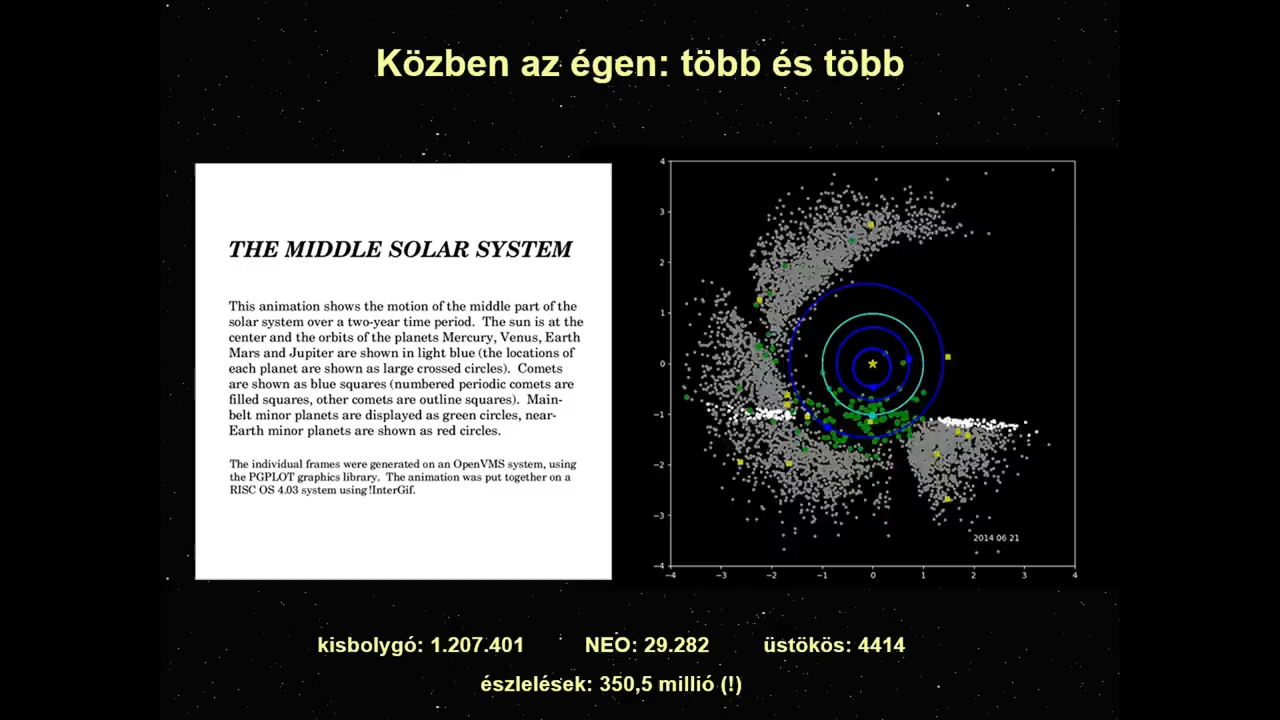 Közben az égen: több és több
THE MIDDLE SOLAR SYSTEM
This animation shows the motion of the middle part of the
solar system over a two-year time period. The sun is at the
center and the orbits of the planets Mercury, Venus, Earth
Mars and Jupiter are shown in light blue (the locations of
each planet are shown as large crossed circles). Comets
are shown as blue squares (numbered periodic comets are
filled squares, other comets are outline squares). Main-
belt minor planets are displayed as green circles, near-
Earth minor planets are shown as red circles.
The individual frames were generated on an OpenVMS system, using
the PGPLOT graphics library. The animation was put together on a
RISC OS 4.03 system using !InterGif.
4
3
2
1
0
−1
−2
−3
−4
2014 06 21
−4 −3 −2 −1 0 1 2 3 4
kisbolygó: 1.207.401 NEO: 29.282 üstökös: 4414
észlelések: 350,5 millió (!)